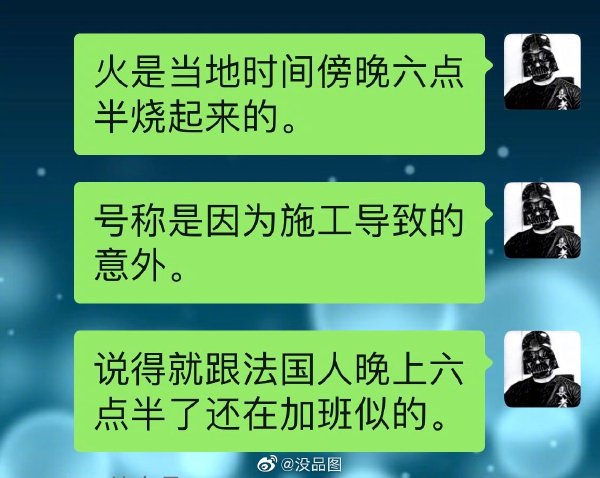 火是当地时间傍晚六点
半烧起来的。
号称是因为施工导致的
意外。
说得就跟法国人晚上六
点半了还在加班似的。
@没品图